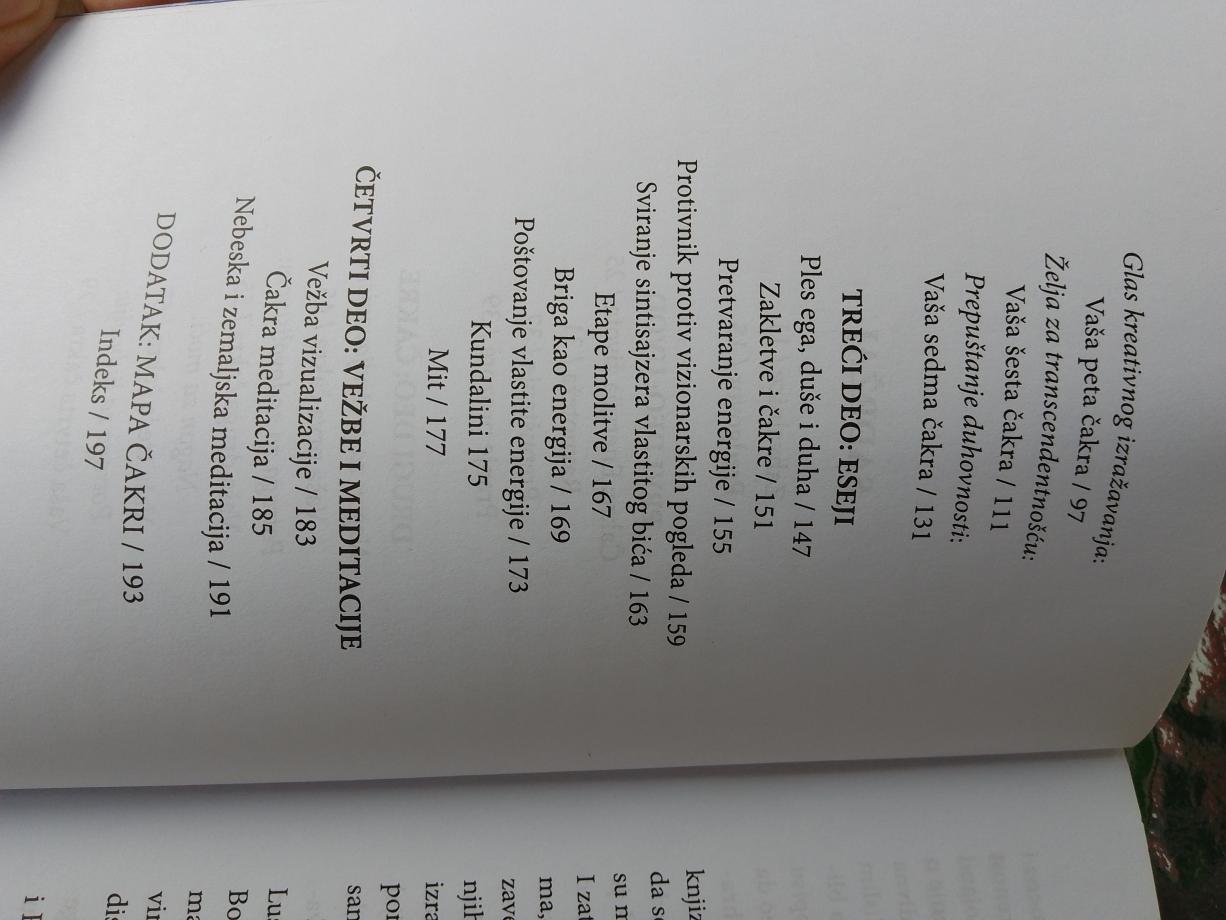 Glas kreativnog izražavanja:
Vaša peta čakra / 97
Želja za transcendentnošću:
Vaša šesta čakra / 111
Prepuštanje duhovnosti:
Vaša sedma čakra / 131
TREĆI DEO: ESEJI
Ples ega, duše i duha / 147
Zakletve i čakre / 151
Pretvaranje energije / 155
Protivnik protiv vizionarskih pogleda / 159
Sviranje sintisajzera vlastitog bića / 163
Etape molitve / 167
Briga kao energija / 169
Poštovanje vlastite energije / 173
Kundalini 175
Mit / 177
ČETVRTI DEO: VEŽBE I MEDITACIJE
Vežba vizualizacije / 183
Čakra meditacija / 185
Nebeska i zemaljska meditacija / 191
DODATAK: MAPA ČAKRI / 193
Indeks / 197
da
su
I
ma,
i